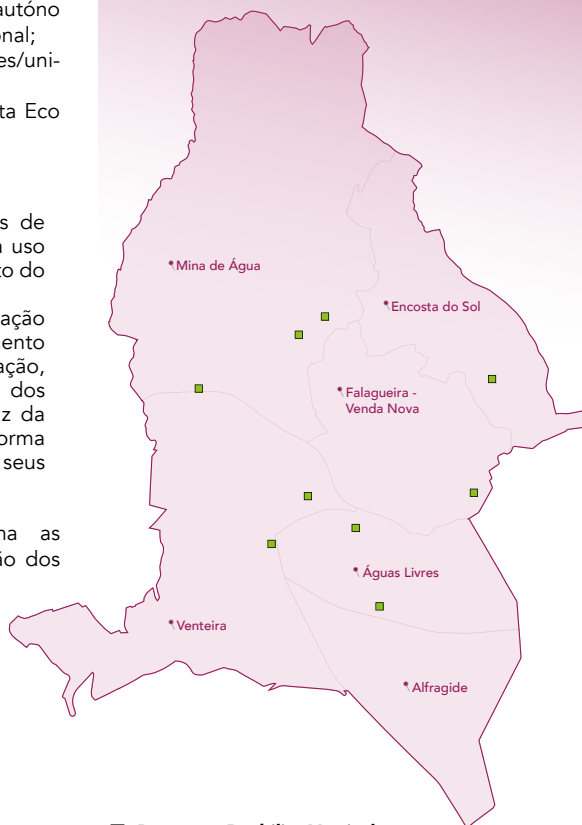 autóno
onal;
es/uni-
ta Eco
s de
uso
to do
ação
ento
ação,
dos
z da
orma
seus
na as
ão dos
Mina de Água
Encosta do Sol
Falagueira -
Venda Nova
Águas Livres
Venteira
Alfragide